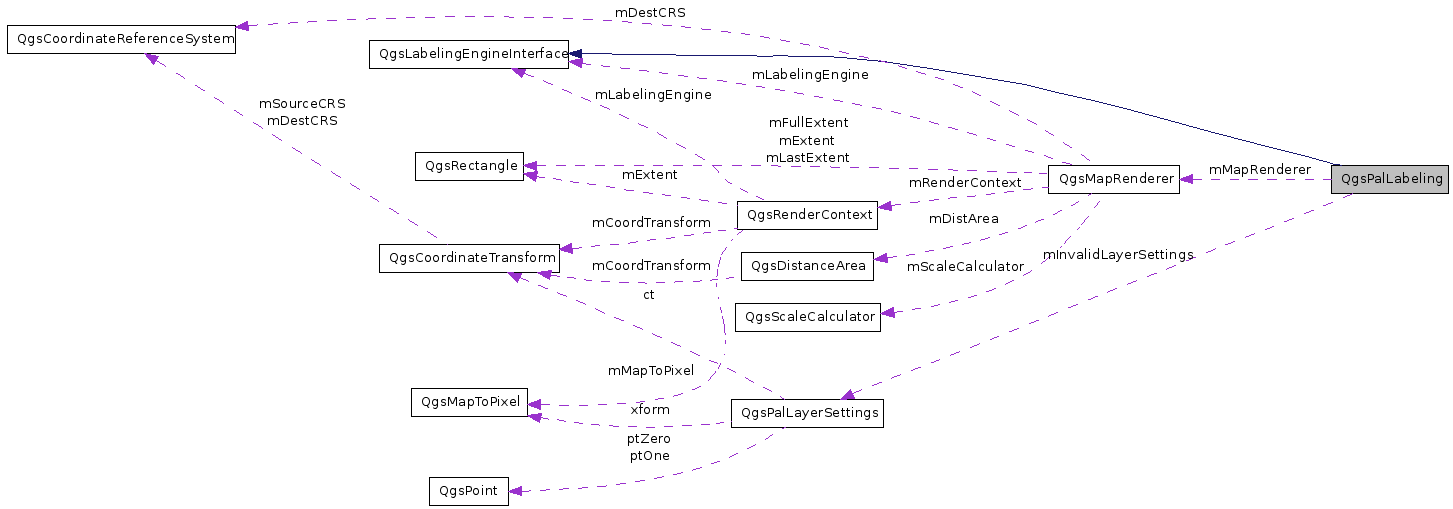 mDestCRS
QgsCoordinateReferenceSystem
QgsLabelingEngineInterface
mLabelingEngine
mLabelingEngine
mSourceCRS
mDestCRS
mFullExtent
mExtent
mLastExtent
QgsRectangle
mExtent
QgsMapRenderer
mMapRenderer
QgsPalLabeling
mRenderContext
QgsRenderContext
mCoordTransform
mDistArea
QgsCoordinateTransform
mCoordTransform
QgsDistanceArea
mScaleCalculator
mInvalidLayerSettings
ct
QgsScaleCalculator
mMapToPixel
QgsMapToPixel
xform
QgsPalLayerSettings
ptZero
ptOne
QgsPoint